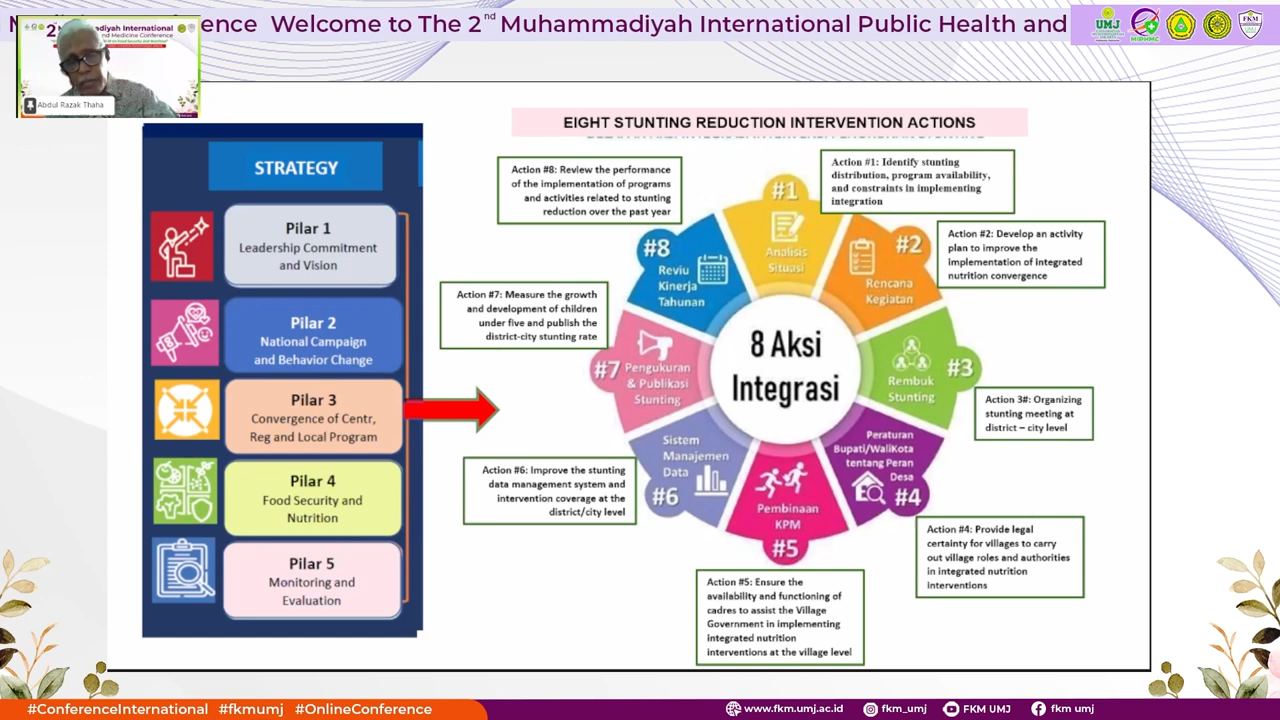 ence Welcome to The 2nd Muhammadiyah International Public Health and
UMJ
MIPHMC
FKM
2
diyah International
and Medicine Conference
Abdul Razak Thaha
STRATEGY
Pilar 1
Leadership Commitment
and Vision
Pilar 2
National Campaign
and Behavior Change
Pilar 3
Convergence of Centr,
Reg and Local Program
Pilar 4
Food Security and
Nutrition
Pilar 5
Monitoring and
Evaluation
EIGHT STUNTING REDUCTION INTERVENTION ACTIONS
Action #8: Review the performance
of the implementation of programs
and activities related to stunting
reduction over the past year
Action #1: Identify stunting
distribution, program availability,
and constraints in implementing
integration
Action #2: Develop an activity
plan to improve the
implementation of integrated
nutrition convergence
Action #7: Measure the growth
and development of children
under five and publish the
district-city stunting rate
Action 3#: Organizing
stunting meeting at
district – city level
Action #6: Improve the stunting
data management system and
intervention coverage at the
district/city level
Action #4: Provide legal
certainty for villages to carry
out village roles and authorities
in integrated nutrition
interventions
Action #5: Ensure the
availability and functioning of
cadres to assist the Village
Government in implementing
integrated nutrition
interventions at the village level
8 Aksi
Integrasi
#1
Analisis
Situasi
#2
Rencana
Kegiatan
#3
Rembuk
Stunting
Peraturan
Bupati/WaliKota
tentang Peran
Desa
#4
Pembinaan
KPM
#5
Sistem
Manajemen
Data
#6
#7
Pengukuran
& Publikasi
Stunting
#8
Reviu
Kinerja
Tahunan
#ConferenceInternational #fkmumj #OnlineConference
www.fkm.umj.ac.id
fkm_umj
FKM UMJ
fkm umj